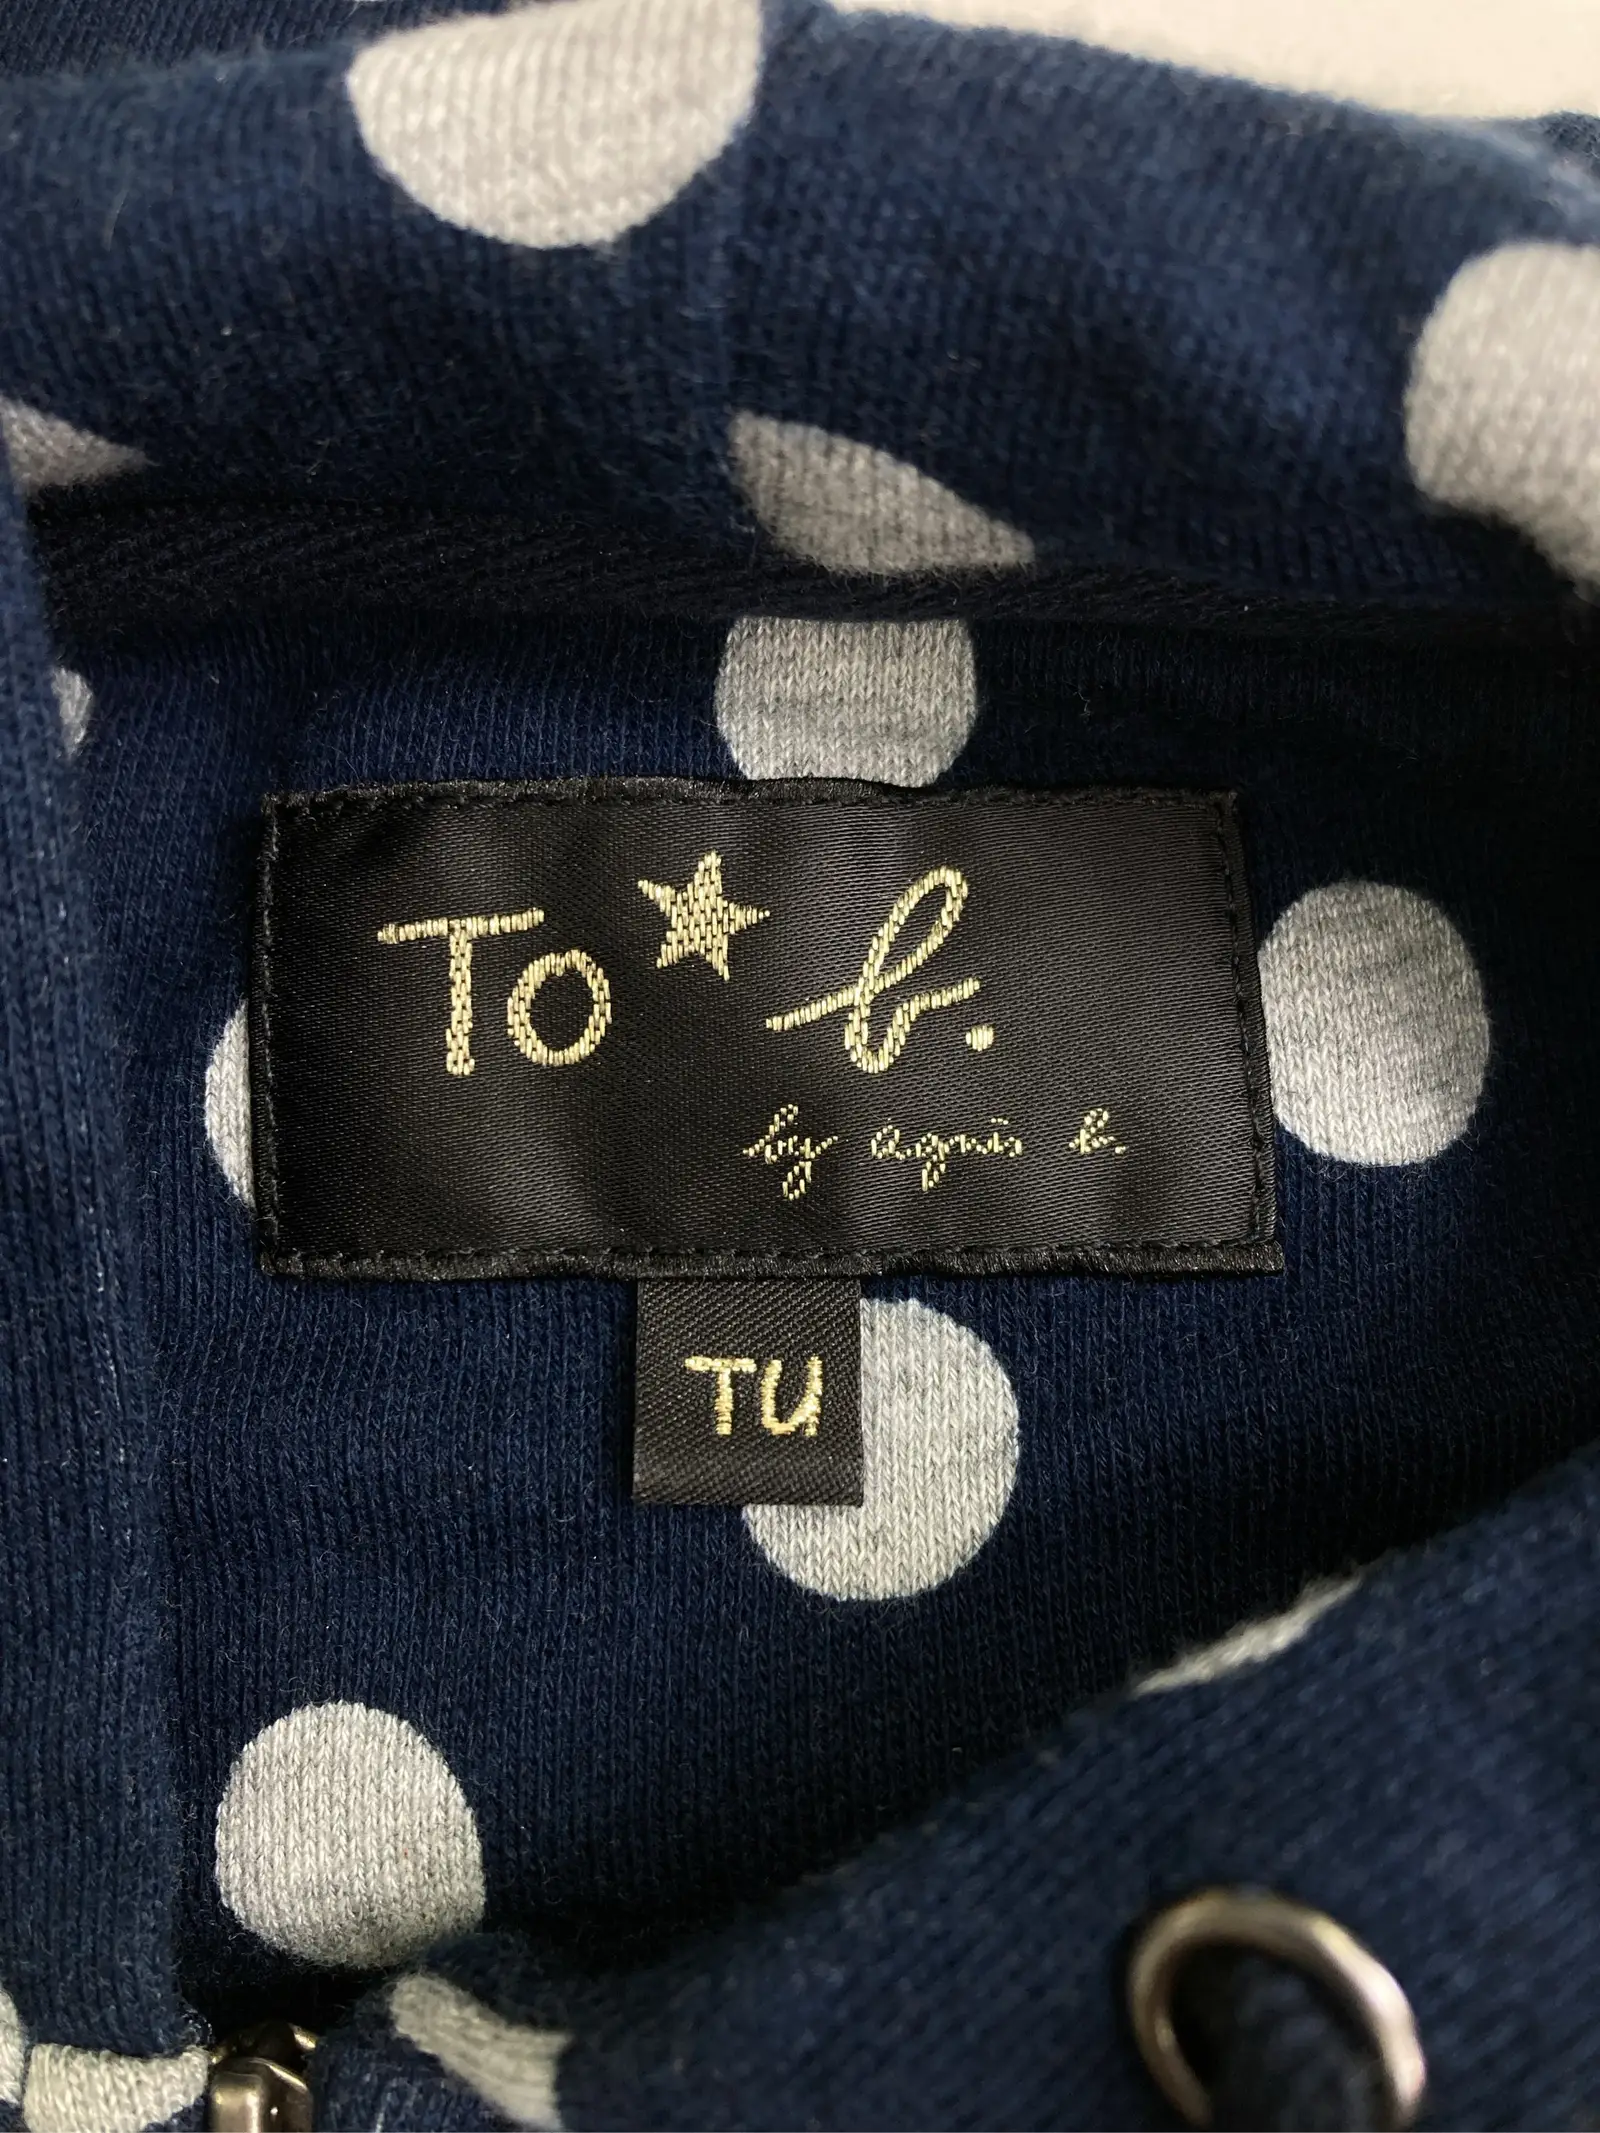 To★b.
by agnès b.
TU